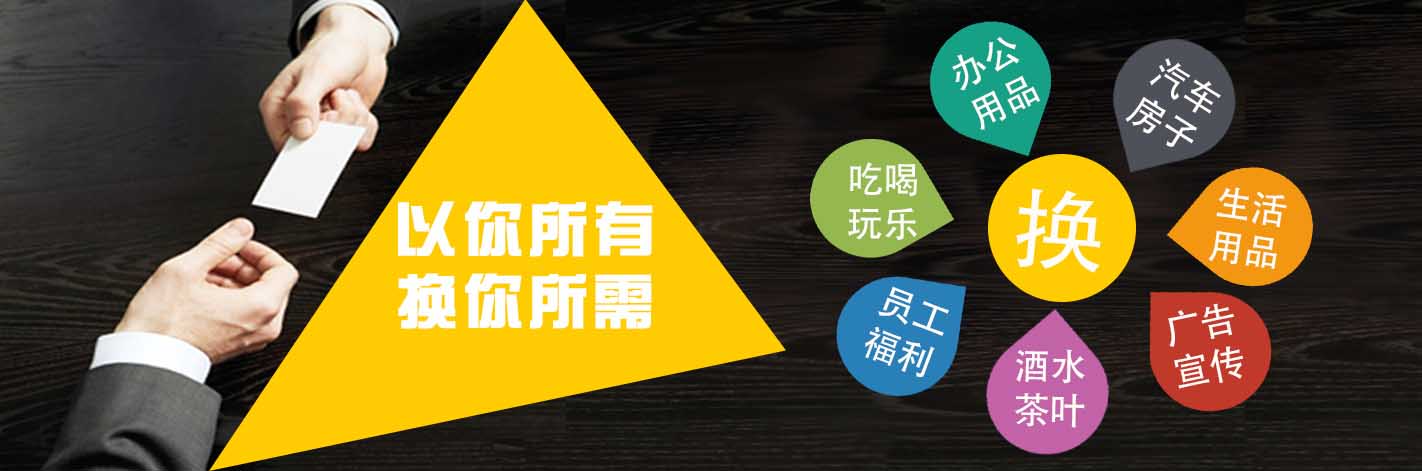 以你所有
换你所需
办公
用品
汽车
房子
吃喝
玩乐
换
生活
用品
员工
福利
酒水
茶叶
广告
宣传